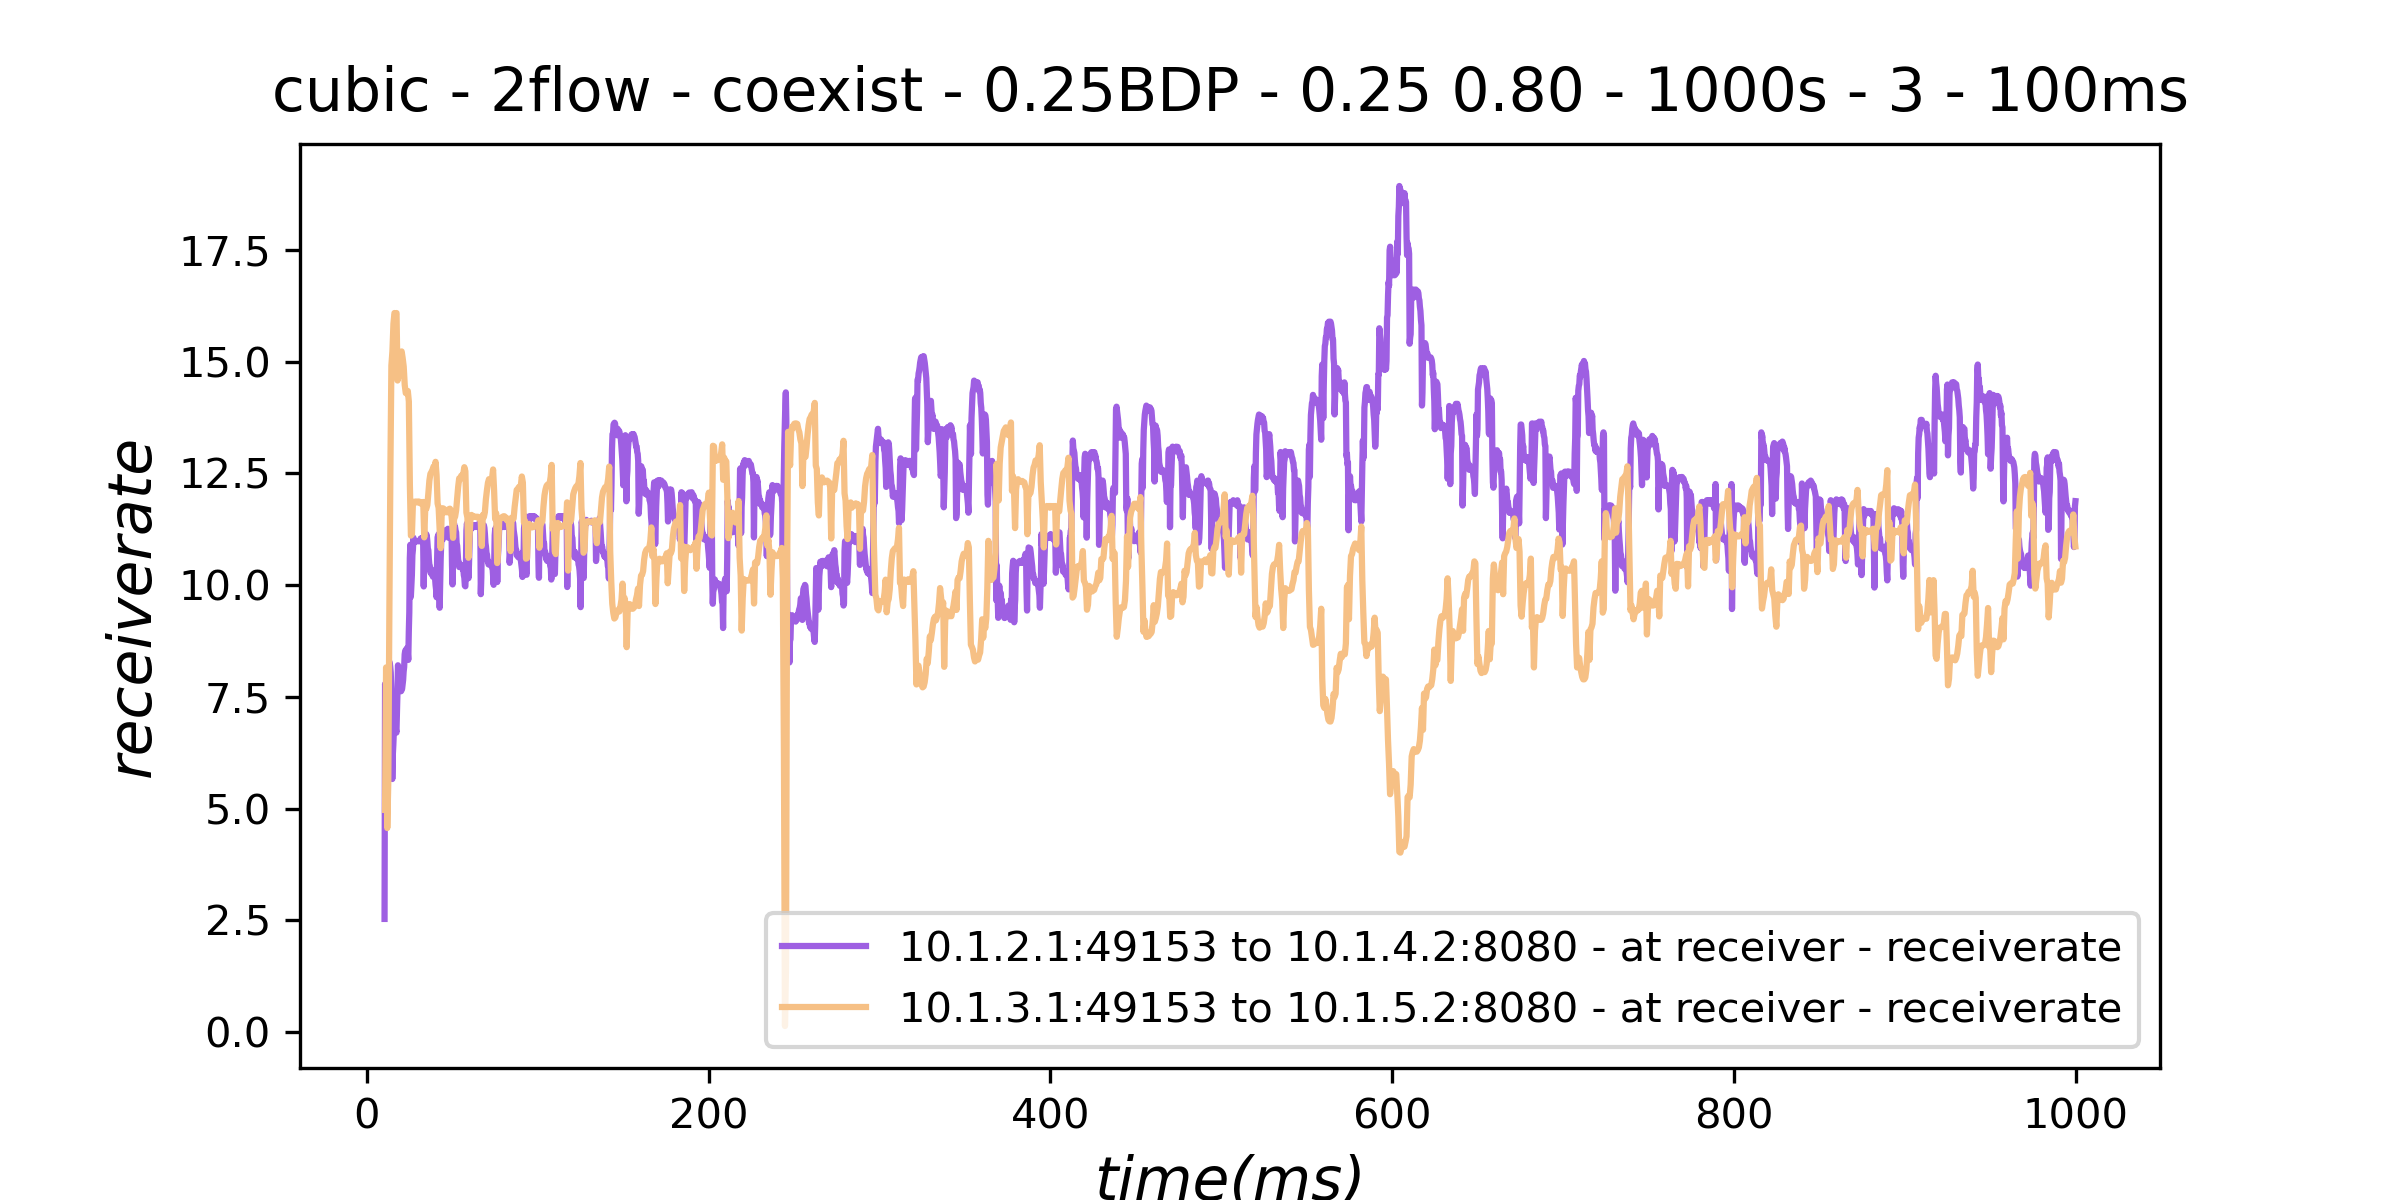 cubic - 2flow - coexist - 0.25BDP - 0.25 0.80 - 1000s - 3 - 100ms
receiverate
17.5
15.0
12.5
10.0
7.5
5.0
2.5
0.0
10.1.2.1:49153 to 10.1.4.2:8080 - at receiver - receiverate
10.1.3.1:49153 to 10.1.5.2:8080 - at receiver - receiverate
0 200 400 600 800 1000
time(ms)